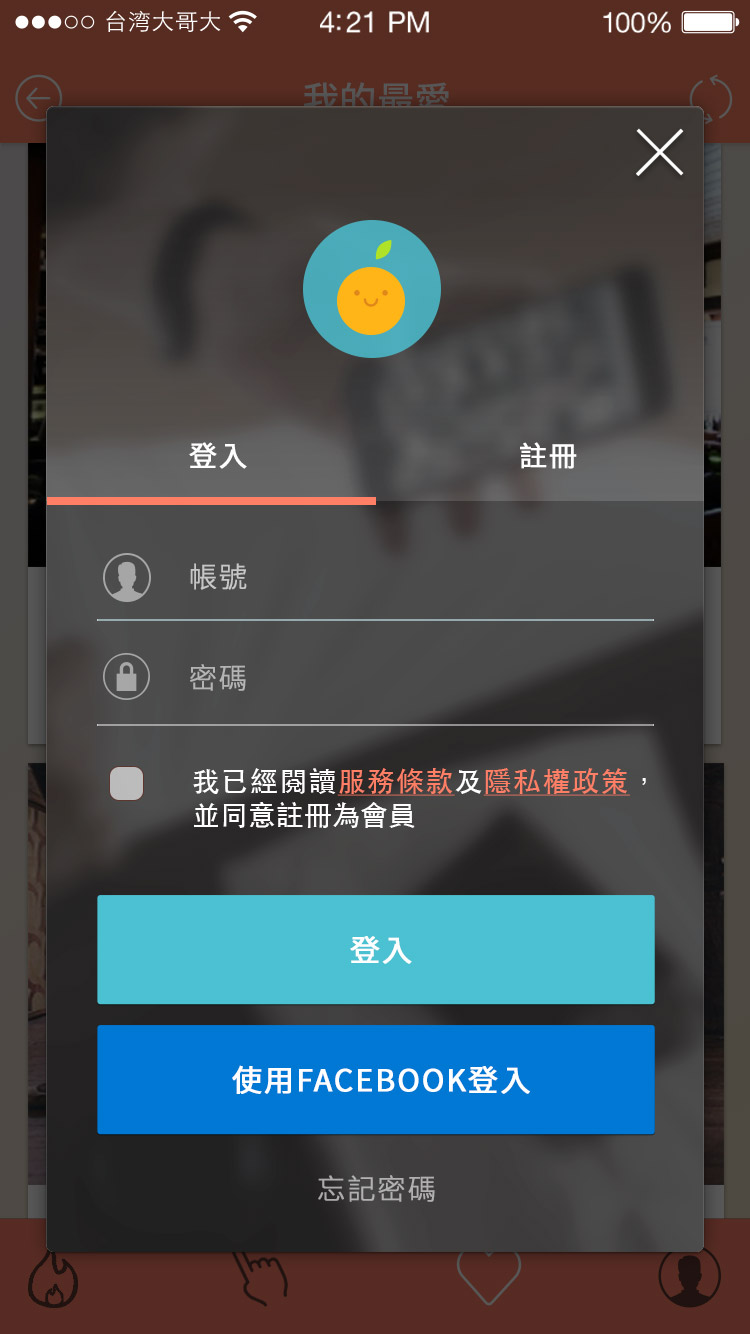 台湾大哥大 4:21 PM 100%
我的最愛
登入 註冊
帳號
密碼
我已經閱讀服務條款及隱私權政策，
並同意註冊為會員
登入
使用FACEBOOK登入
忘記密碼